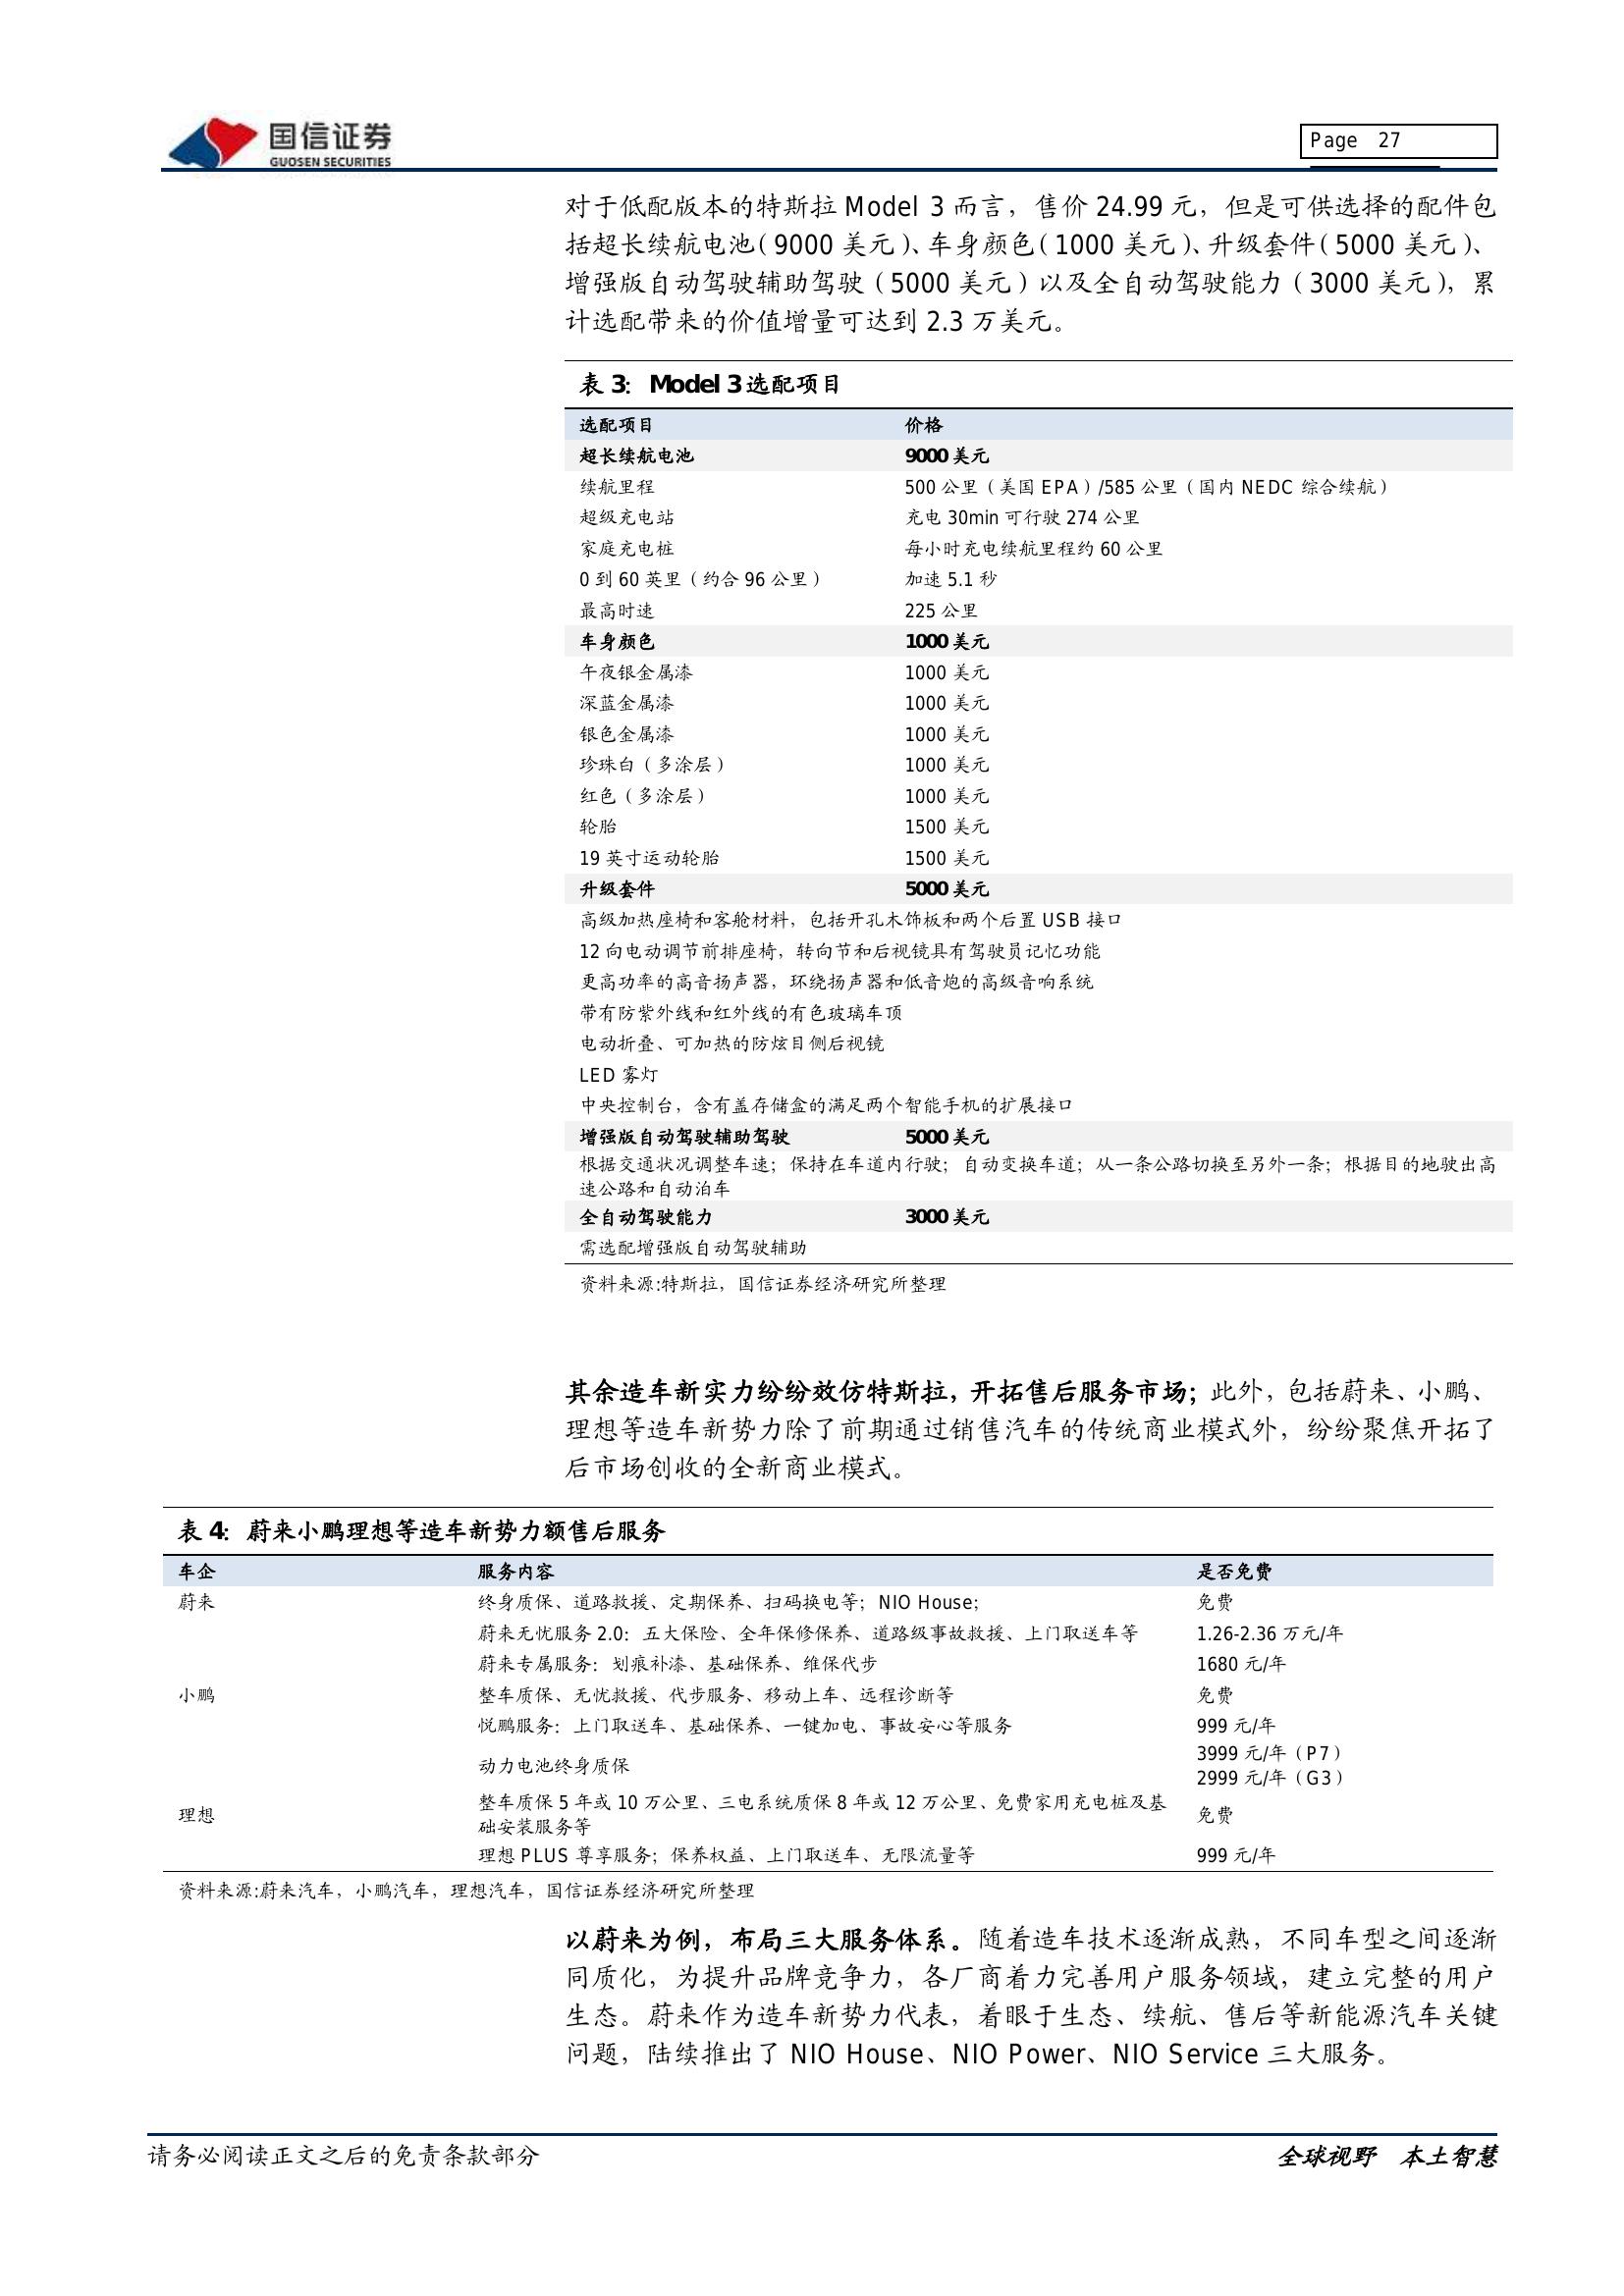 国信证券
GUOSEN SECURITIES
Page 27
对于低配版本的特斯拉 Model 3 而言，售价 24.99 元，但是可供选择的配件包
括超长续航电池（9000 美元）、车身颜色（1000 美元）、升级套件（5000 美元）、
增强版自动驾驶辅助驾驶（5000 美元）以及全自动驾驶能力（3000 美元），累
计选配带来的价值增量可达到 2.3 万美元。
表 3：Model 3 选配项目
选配项目 价格
超长续航电池 9000 美元
续航里程 500 公里（美国 EPA）/585 公里（国内 NEDC 综合续航）
超级充电站 充电 30min 可行驶 274 公里
家庭充电桩 每小时充电续航里程约 60 公里
0 到 60 英里（约合 96 公里） 加速 5.1 秒
最高时速 225 公里
车身颜色 1000 美元
午夜银金属漆 1000 美元
深蓝金属漆 1000 美元
银色金属漆 1000 美元
珍珠白（多涂层） 1000 美元
红色（多涂层） 1000 美元
轮胎 1500 美元
19 英寸运动轮胎 1500 美元
升级套件 5000 美元
高级加热座椅和客舱材料，包括开孔木饰板和两个后置 USB 接口
12 向电动调节前排座椅，转向节和后视镜具有驾驶员记忆功能
更高功率的高音扬声器，环绕扬声器和低音炮的高级音响系统
带有防紫外线和红外线的有色玻璃车顶
电动折叠、可加热的防炫目侧后视镜
LED 雾灯
中央控制台，含有盖存储盒的满足两个智能手机的扩展接口
增强版自动驾驶辅助驾驶 5000 美元
根据交通状况调整车速；保持在车道内行驶；自动变换车道；从一条公路切换至另外一条；根据目的地驶出高
速公路和自动泊车
全自动驾驶能力 3000 美元
需选配增强版自动驾驶辅助
资料来源:特斯拉，国信证券经济研究所整理
其余造车新实力纷纷效仿特斯拉，开拓售后服务市场；此外，包括蔚来、小鹏、
理想等造车新势力除了前期通过销售汽车的传统商业模式外，纷纷聚焦开拓了
后市场创收的全新商业模式。
表 4：蔚来小鹏理想等造车新势力额售后服务
车企 服务内容 是否免费
蔚来 终身质保、道路救援、定期保养、扫码换电等；NIO House； 免费
蔚来无忧服务 2.0：五大保险、全年保修保养、道路级事故救援、上门取送车等 1.26-2.36 万元/年
蔚来专属服务：划痕补漆、基础保养、维保代步 1680 元/年
小鹏 整车质保、无忧救援、代步服务、移动上车、远程诊断等 免费
悦鹏服务：上门取送车、基础保养、一键加电、事故安心等服务 999 元/年
动力电池终身质保 3999 元/年（P7）
2999 元/年（G3）
理想 整车质保 5 年或 10 万公里、三电系统质保 8 年或 12 万公里、免费家用充电桩及基 免费
础安装服务等
理想 PLUS 尊享服务；保养权益、上门取送车、无限流量等 999 元/年
资料来源:蔚来汽车，小鹏汽车，理想汽车，国信证券经济研究所整理
以蔚来为例，布局三大服务体系。随着造车技术逐渐成熟，不同车型之间逐渐
同质化，为提升品牌竞争力，各厂商着力完善用户服务领域，建立完整的用户
生态。蔚来作为造车新势力代表，着眼于生态、续航、售后等新能源汽车关键
问题，陆续推出了 NIO House、NIO Power、NIO Service 三大服务。
请务必阅读正文之后的免责条款部分
全球视野 本土智慧